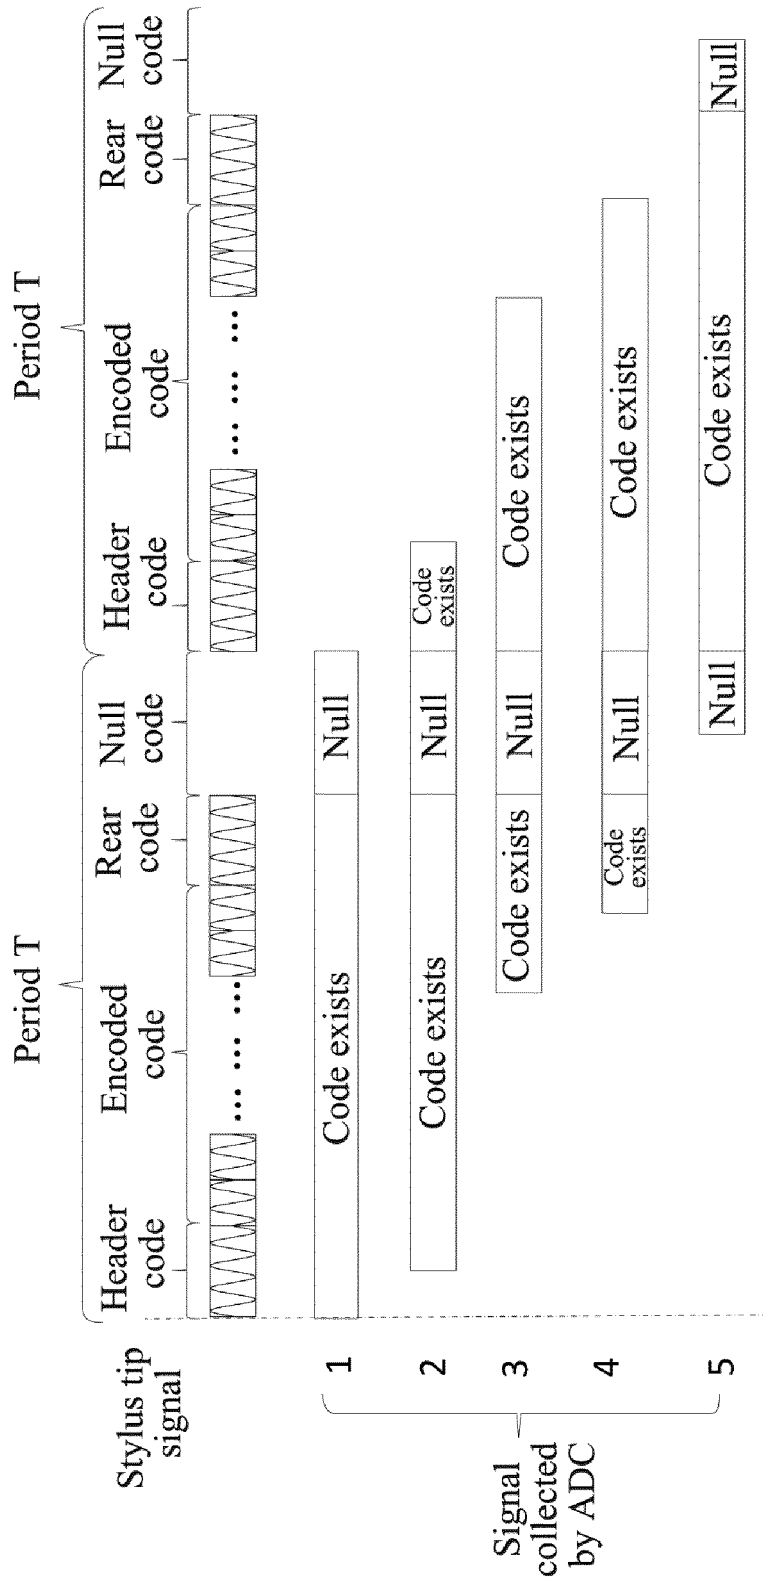 Period T
Period T
Header code
Encoded code
Rear code
Null code
Header code
Encoded code
Rear code
Null code
Stylus tip signal
... ... ...
... ... ...
Signal collected by ADC
1
Code exists
Null
2
Code exists
Null
Code exists
3
Code exists
Null
Code exists
4
Code exists
Null
Code exists
5
Null
Code exists
Null